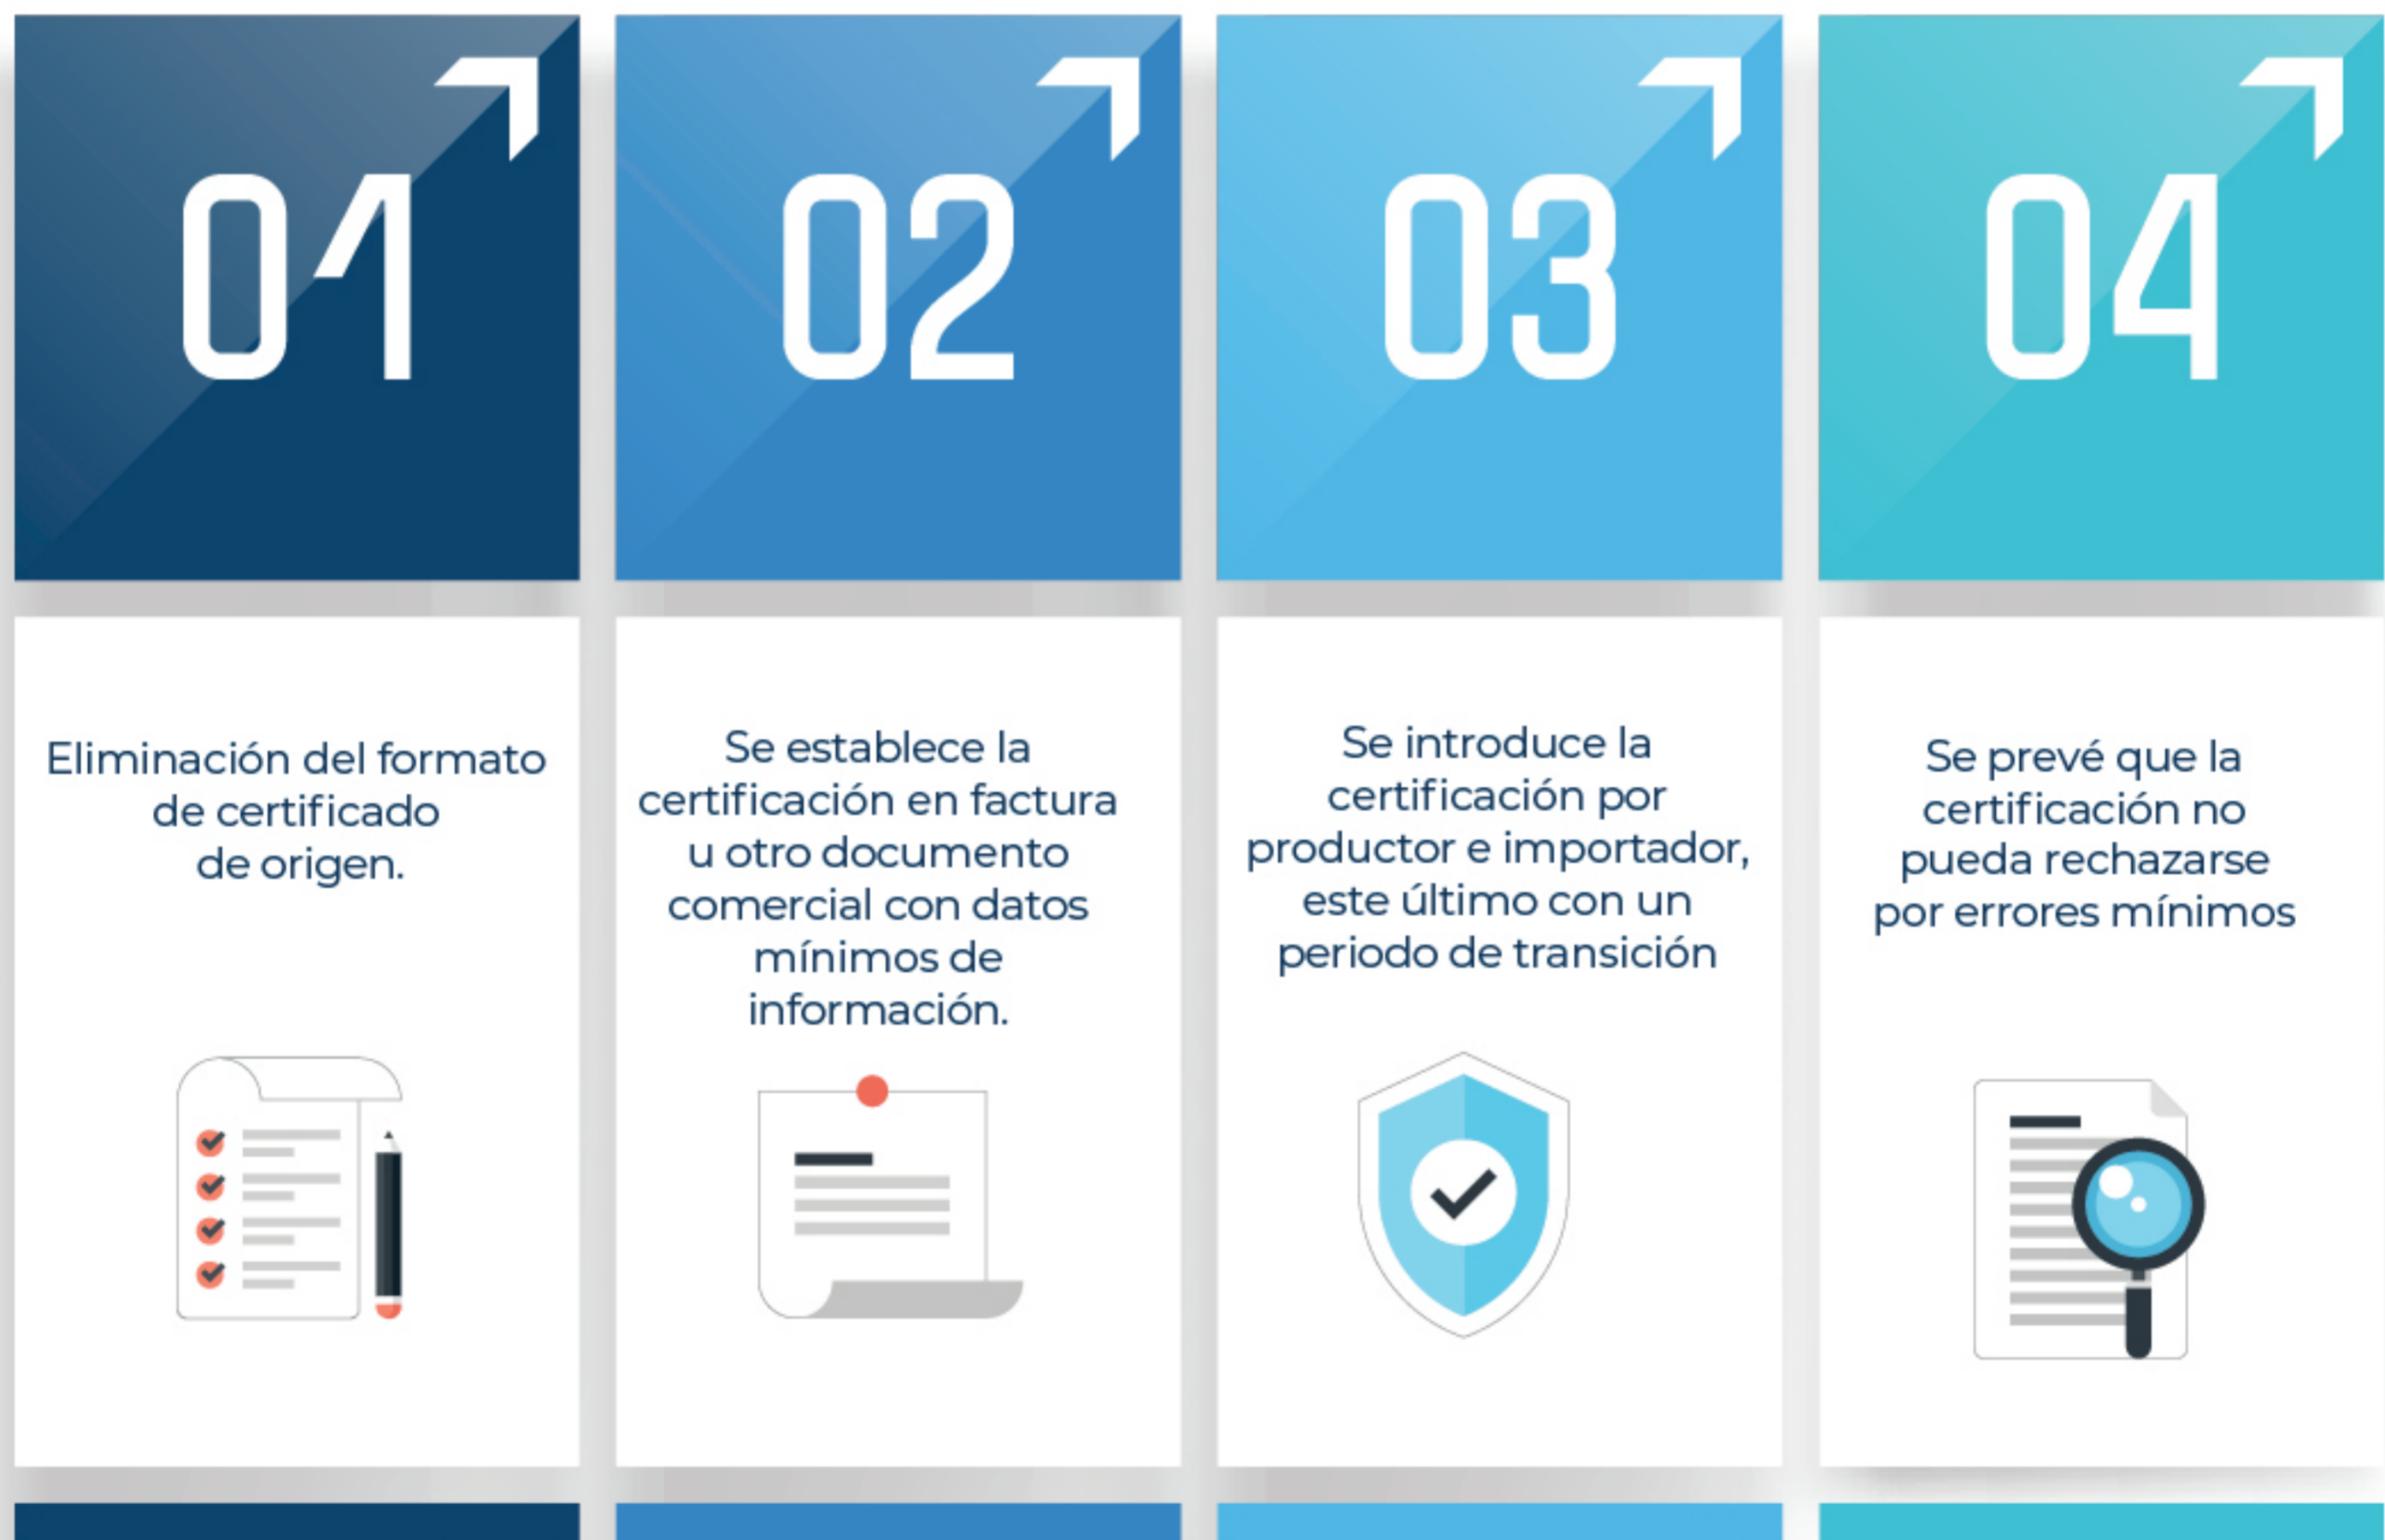 01
02
03
04
Eliminación del formato
de certificado
de origen.
Se establece la
certificación en factura
u otro documento
comercial con datos
mínimos de
información.
Se introduce la
certificación por
productor e importador,
este último con un
periodo de transición
Se prevé que la
certificación no
pueda rechazarse
por errores mínimos